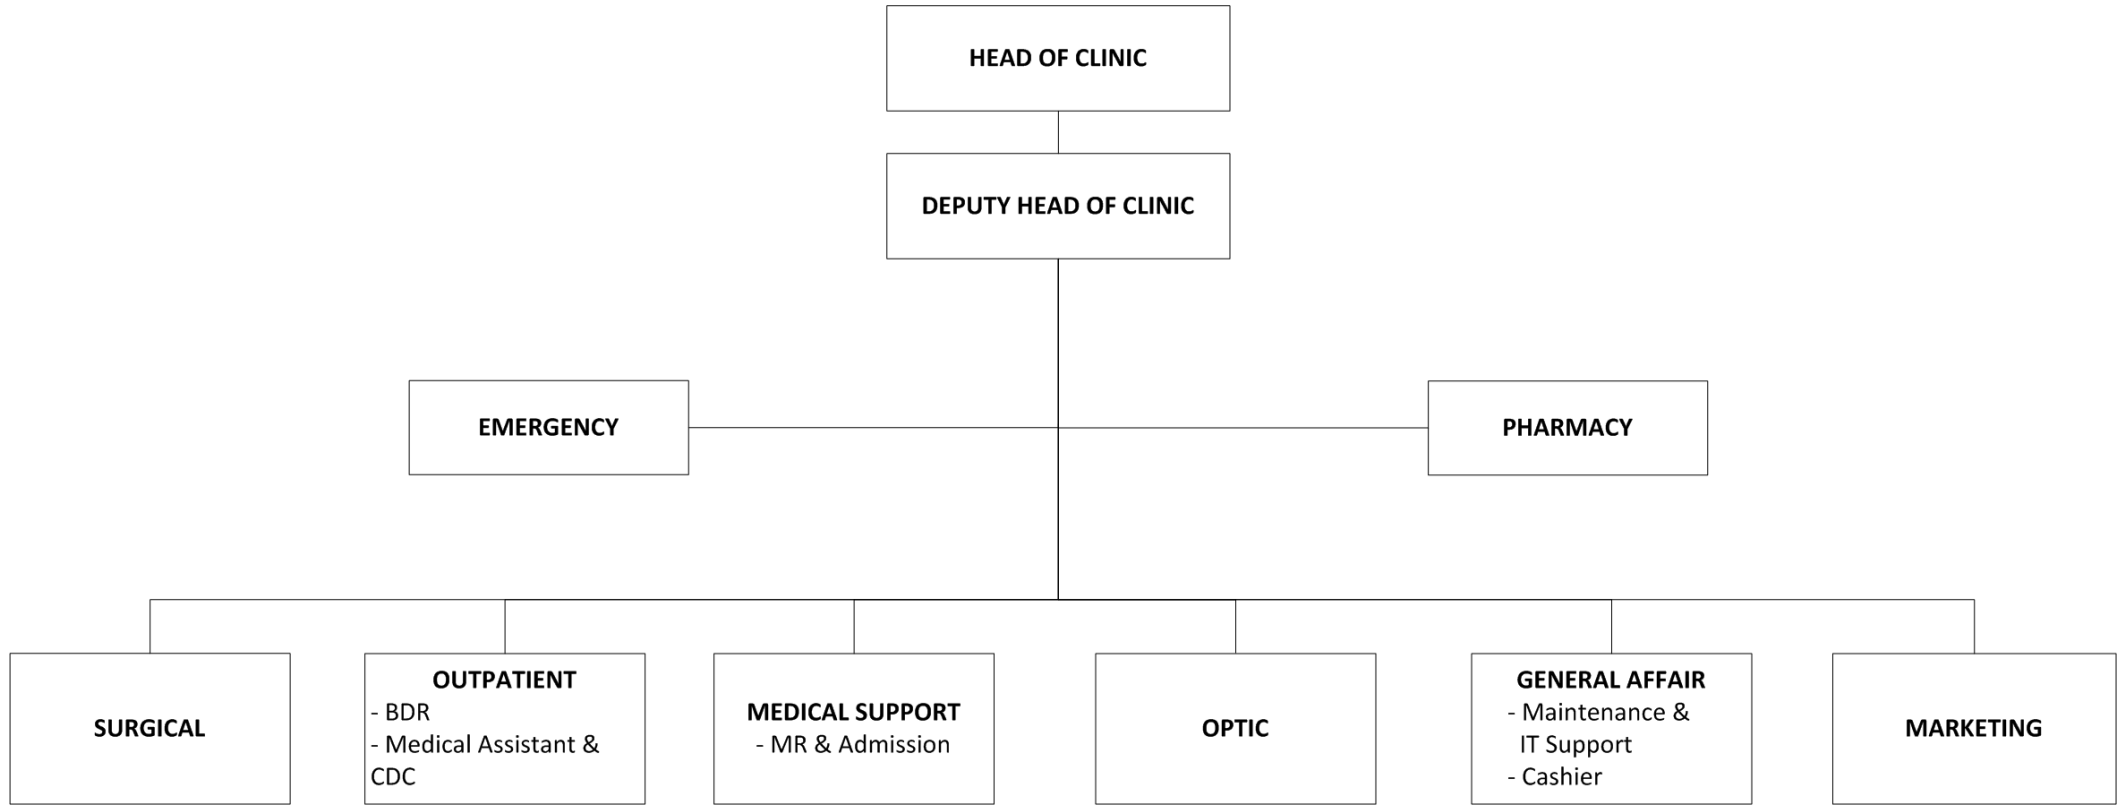 HEAD OF CLINIC
DEPUTY HEAD OF CLINIC
EMERGENCY
PHARMACY
SURGICAL
OUTPATIENT
- BDR
- Medical Assistant &
CDC
MEDICAL SUPPORT
- MR & Admission
OPTIC
GENERAL AFFAIR
- Maintenance &
IT Support
- Cashier
MARKETING